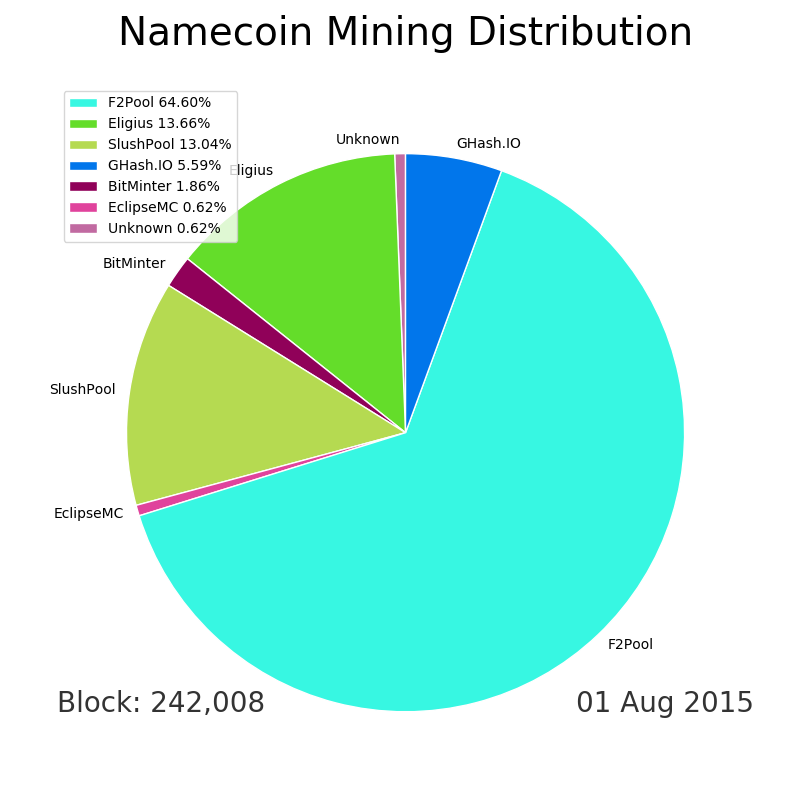 Namecoin Mining Distribution
F2Pool 64.60%
Eligius 13.66%
SlushPool 13.04%
GHash.IO 5.59%
BitMinter 1.86%
EclipseMC 0.62%
Unknown 0.62%
Unknown
GHash.IO
Eligius
BitMinter
SlushPool
EclipseMC
F2Pool
Block: 242,008
01 Aug 2015